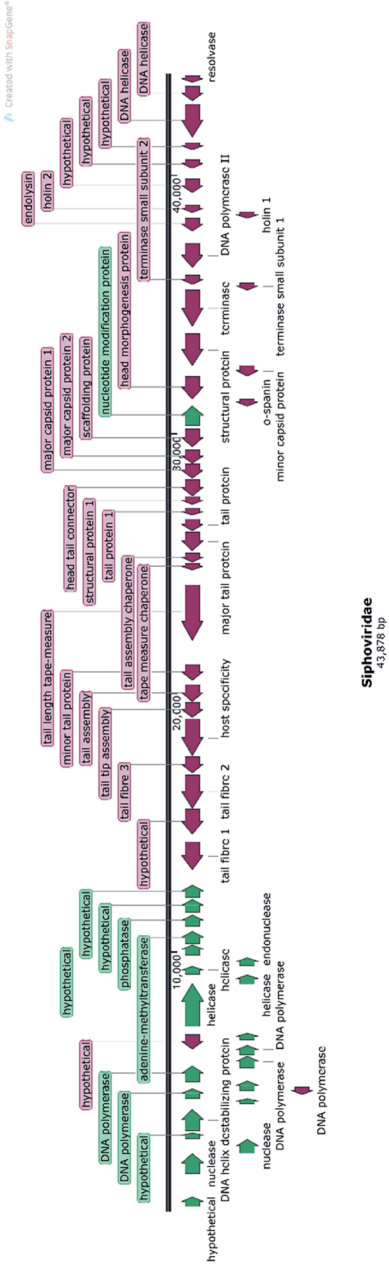 Created with SnapGene®
endolysin
holin 2
hypothetical
hypothetical
hypothetical
DNA helicase
DNA helicase
major capsid protein 1
major capsid protein 2
scaffolding protein
nucleotide modification protein
head morphogenesis protein
terminase small subunit 2
head tail connector
structural protein 1
tail protein 1
tail assembly chaperone
tape measure chaperone
tail length tape-measure
minor tail protein
tail assembly
tail tip assembly
tail fibre 3
hypothetical
hypothetical
hypothetical
hypothetical
phosphatase
adenine-methyltransferase
hypothetical
DNA polymerase
DNA polymerase
hypothetical
10,000
20,000
30,000
40,000
hypothetical
nuclease
DNA helix destabilizing protein
helicase
helicase
tail fibre 1
tail fibre 2
host specificity
major tail protein
tail protein
structural protein
terminase
DNA polymerase II
resolvase
nuclease
DNA polymerase
DNA polymerase
helicase
endonuclease
o-spanin
minor capsid protein
terminase small subunit 1
holin 1
DNA polymerase
Siphoviridae
43,878 bp